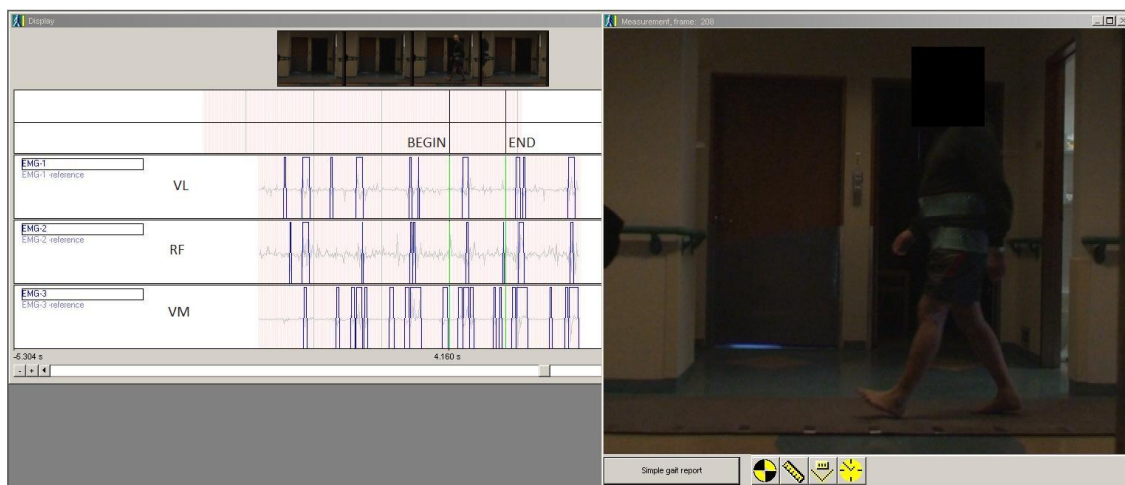 Display
BEGIN
END
EMG-1
EMG-1 -reference
VL
EMG-2
EMG-2 -reference
RF
EMG-3
EMG-3 -reference
VM
-5.304 s
4.160 s
- +
Measurement, frame: 208
Simple gait report